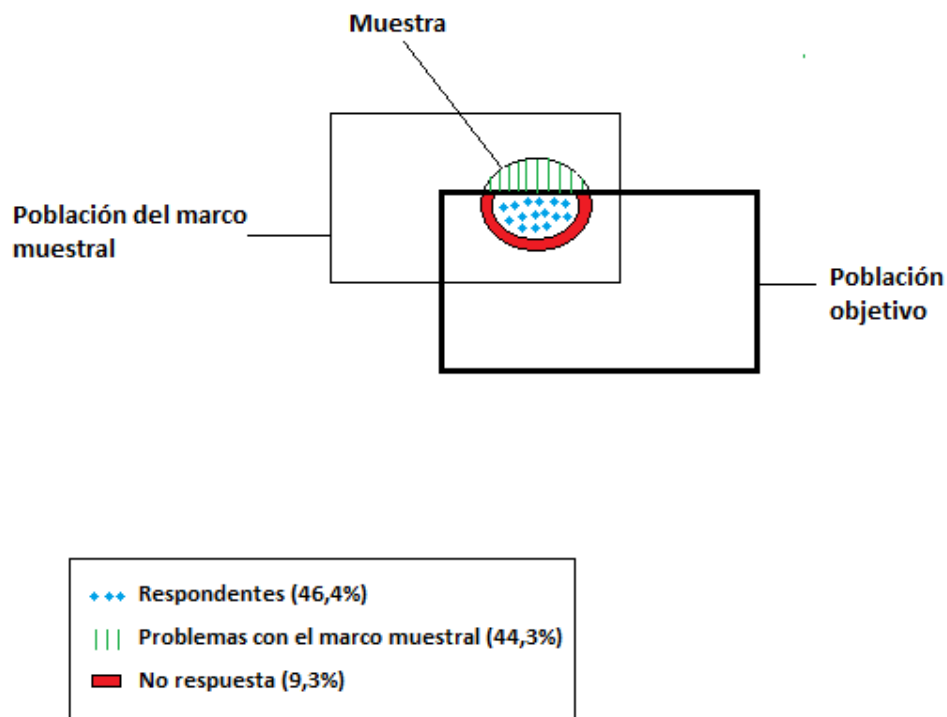 Muestra
Población del marco
muestral
Población
objetivo
Respondentes (46,4%)
Problemas con el marco muestral (44,3%)
No respuesta (9,3%)